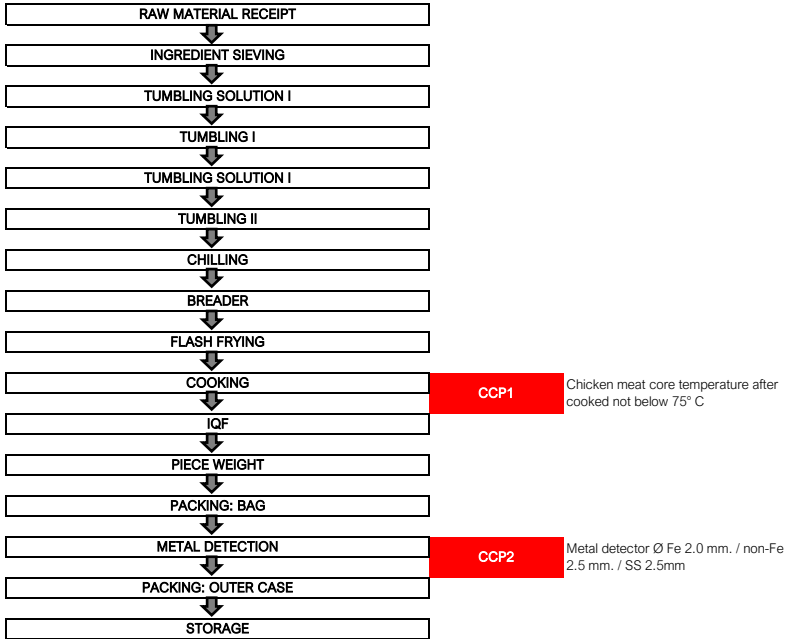 RAW MATERIAL RECEIPT
INGREDIENT SIEVING
TUMBLING SOLUTION I
TUMBLING I
TUMBLING SOLUTION I
TUMBLING II
CHILLING
BREADER
FLASH FRYING
COOKING
CCP1
Chicken meat core temperature after
cooked not below 75° C
IQF
PIECE WEIGHT
PACKING: BAG
METAL DETECTION
CCP2
Metal detector Ø Fe 2.0 mm. / non-Fe
2.5 mm. / SS 2.5mm
PACKING: OUTER CASE
STORAGE